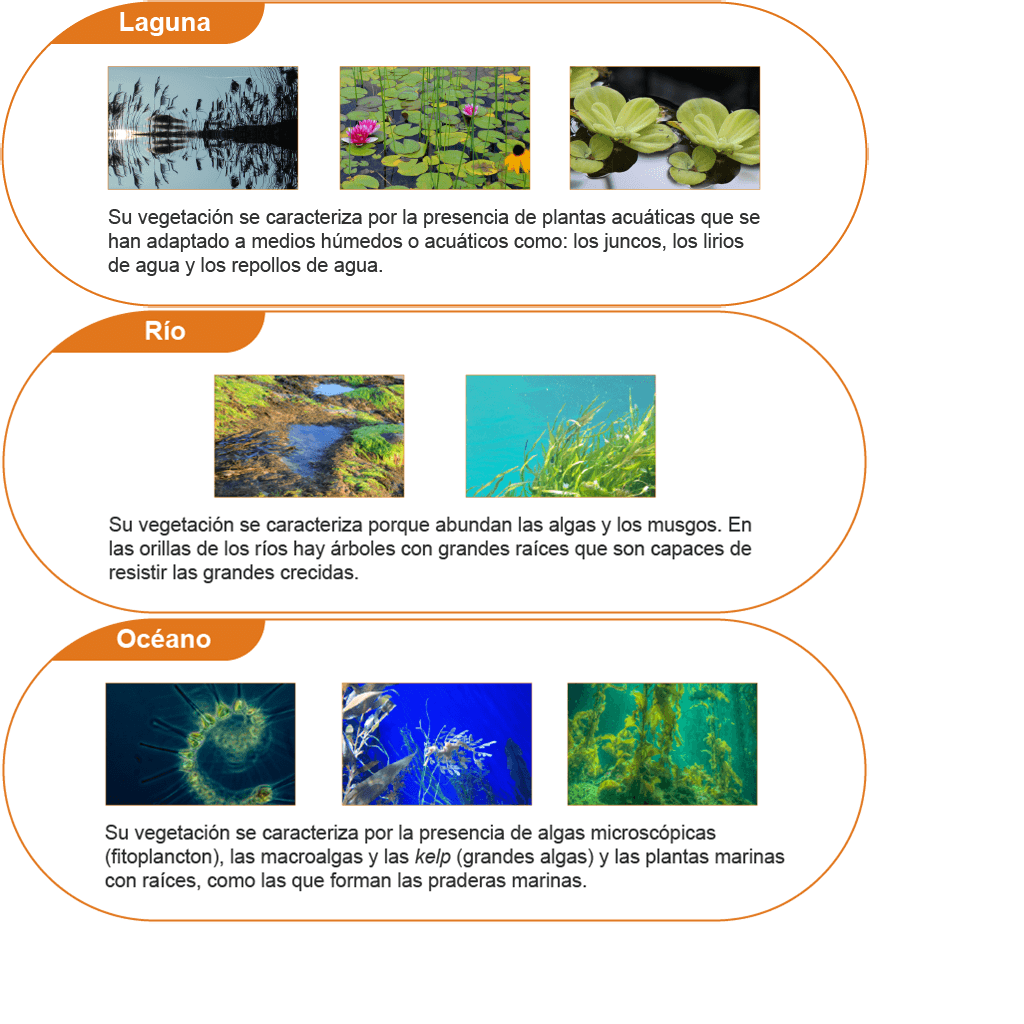 Laguna
Su vegetación se caracteriza por la presencia de plantas acuáticas que se
han adaptado a medios húmedos o acuáticos como: los juncos, los lirios
de agua y los repollos de agua.
Río
Su vegetación se caracteriza porque abundan las algas y los musgos. En
las orillas de los ríos hay árboles con grandes raíces que son capaces de
resistir las grandes crecidas.
Océano
Su vegetación se caracteriza por la presencia de algas microscópicas
(fitoplancton), las macroalgas y las kelp (grandes algas) y las plantas marinas
con raíces, como las que forman las praderas marinas.